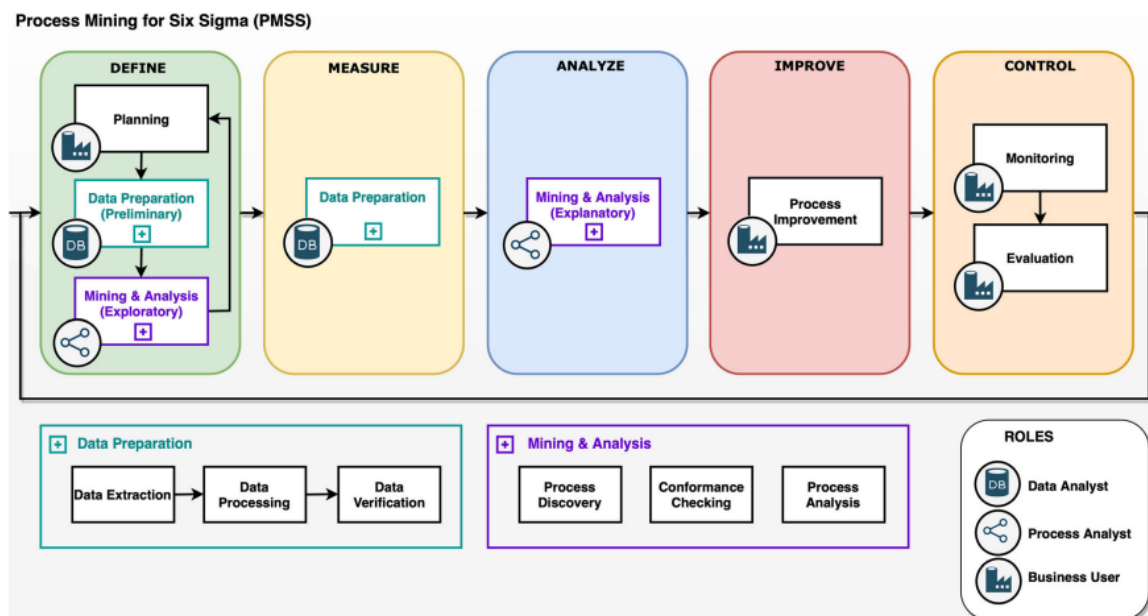 Process Mining for Six Sigma (PMSS)
DEFINE
Planning
Data Preparation
(Preliminary)
DB
Mining & Analysis
(Exploratory)
MEASURE
Data Preparation
DB
ANALYZE
Mining & Analysis
(Explanatory)
IMPROVE
Process
Improvement
CONTROL
Monitoring
Evaluation
Data Preparation
Data Extraction
Data
Processing
Data
Verification
Mining & Analysis
Process
Discovery
Conformance
Checking
Process
Analysis
ROLES
DB
Data Analyst
Process Analyst
Business User